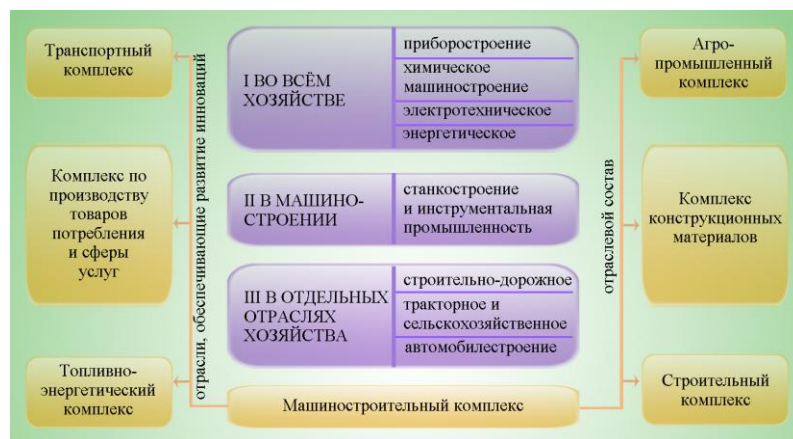 Транспортный
комплекс
Комплекс по
производству
товаров
потребления
и сферы
услуг
Топливно-
энергетический
комплекс
отрасли, обеспечивающие развитие инноваций
I ВО ВСЁМ
ХОЗЯЙСТВЕ
приборостроение
химическое
машиностроение
электротехническое
энергетическое
II В МАШИНО-
СТРОЕНИИ
станкостроение
и инструментальная
промышленность
III В ОТДЕЛЬНЫХ
ОТРАСЛЯХ
ХОЗЯЙСТВА
строительно-дорожное
тракторное и
сельскохозяйственное
автомобилестроение
Машиностроительный комплекс
отраслевой состав
Агро-
промышленный
комплекс
Комплекс
конструкционных
материалов
Строительный
комплекс